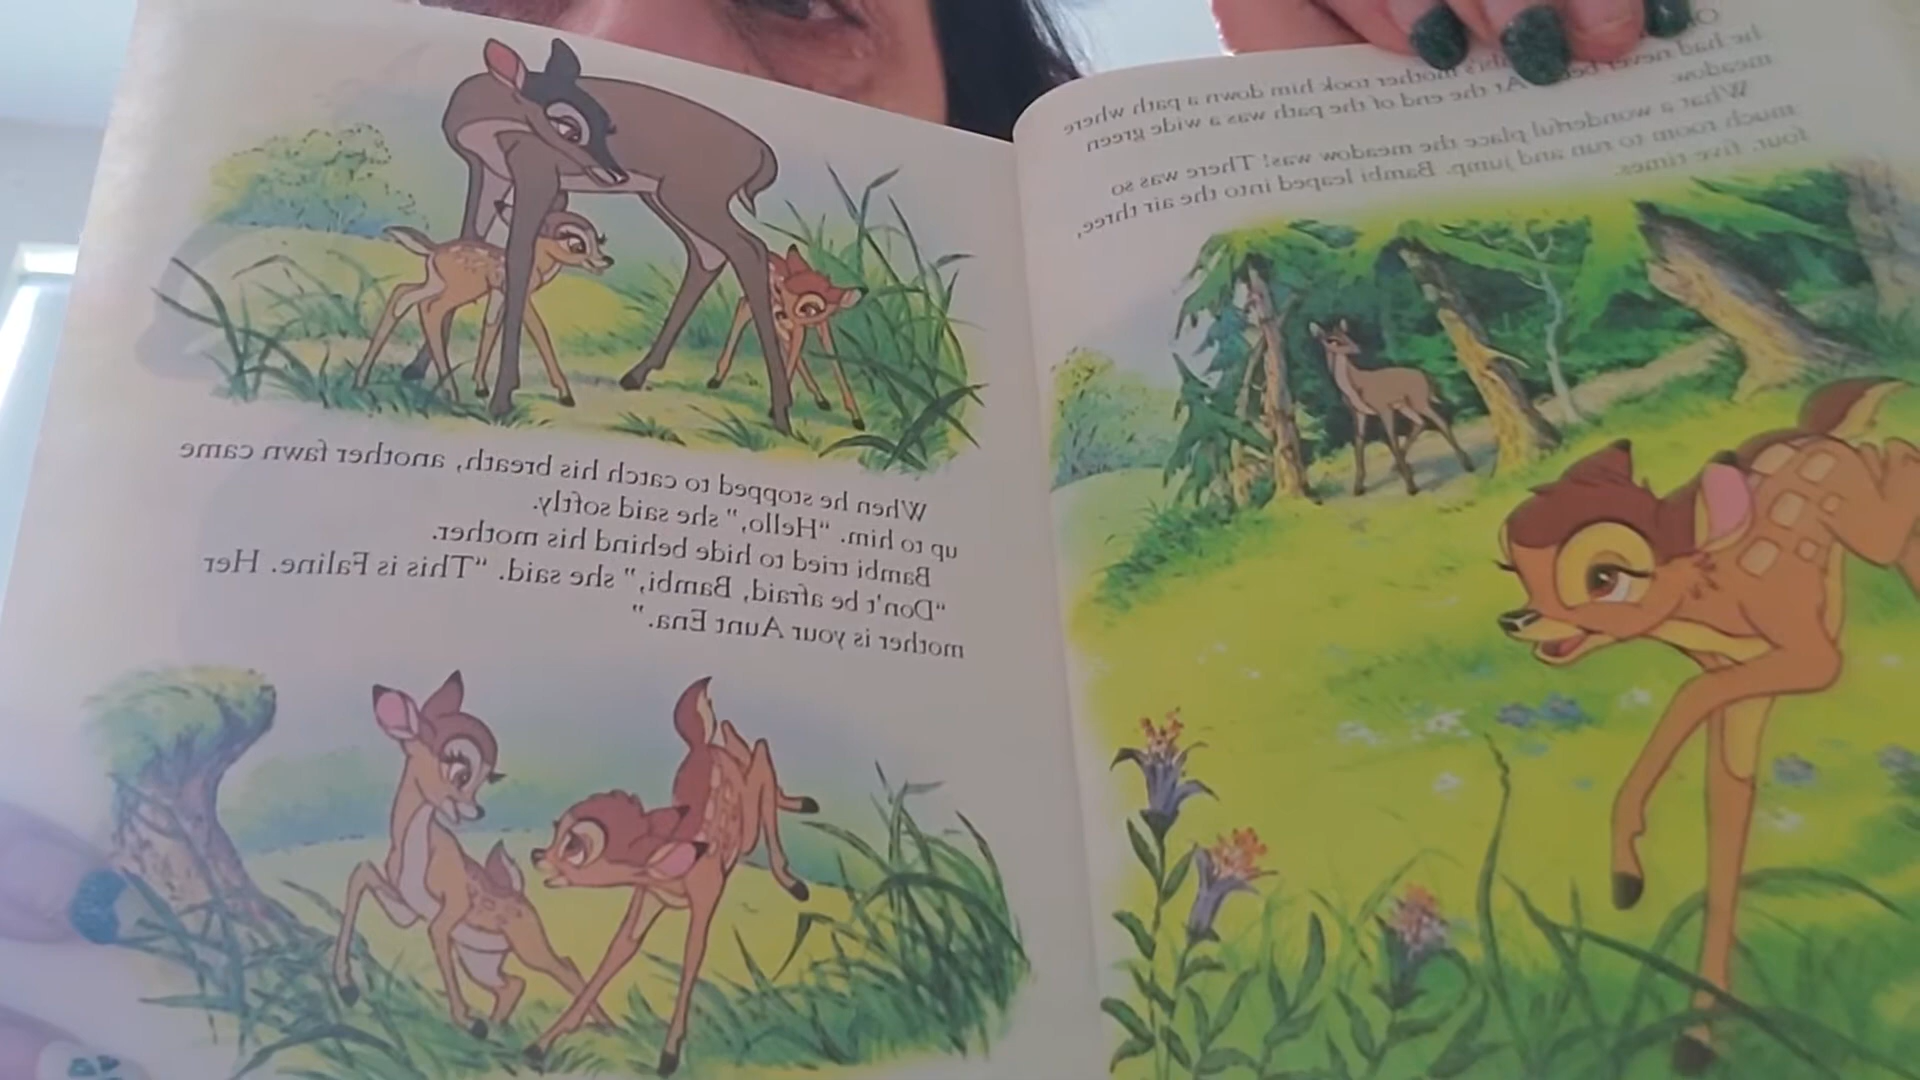 mother took him down a path where
he had never At the end of the path was a wide green
meadow.
What a wonderful place the meadow was! There was so
much room to run and jump. Bambi leaped into the air three,
four, five times.
When he stopped to catch his breath, another fawn came
up to him. "Hello," she said softly.
Bambi tried to hide behind his mother.
"Don't be afraid, Bambi," she said. "This is Faline. Her
mother is your Aunt Ena."